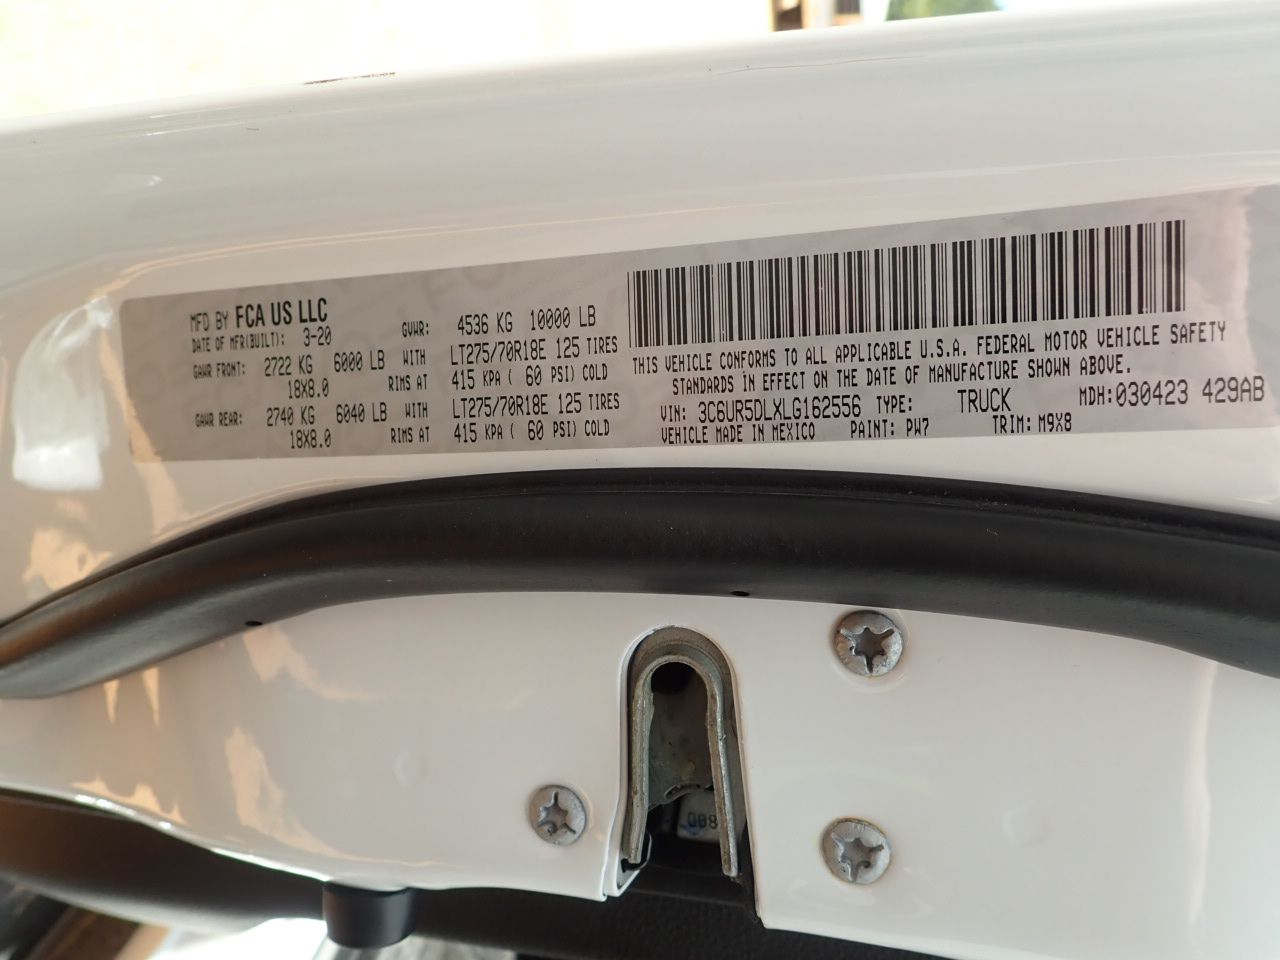 MFD BY FCA US LLC
DATE OF MFR(BUILT): 3-20 GVWR: 4536 KG 10000 LB
GAWR FRONT: 2722 KG 6000 LB WITH LT275/70R18E 125 TIRES
18X8.0 RIMS AT 415 KPA ( 60 PSI) COLD
GAWR REAR: 2740 KG 6040 LB WITH LT275/70R18E 125 TIRES
18X8.0 RIMS AT 415 KPA ( 60 PSI) COLD
THIS VEHICLE CONFORMS TO ALL APPLICABLE U.S.A. FEDERAL MOTOR VEHICLE SAFETY
STANDARDS IN EFFECT ON THE DATE OF MANUFACTURE SHOWN ABOVE.
VIN: 3C6UR5DLXLG162556 TYPE: TRUCK MDH: 030423 429AB
VEHICLE MADE IN MEXICO PAINT: PW7 TRIM: M9X8